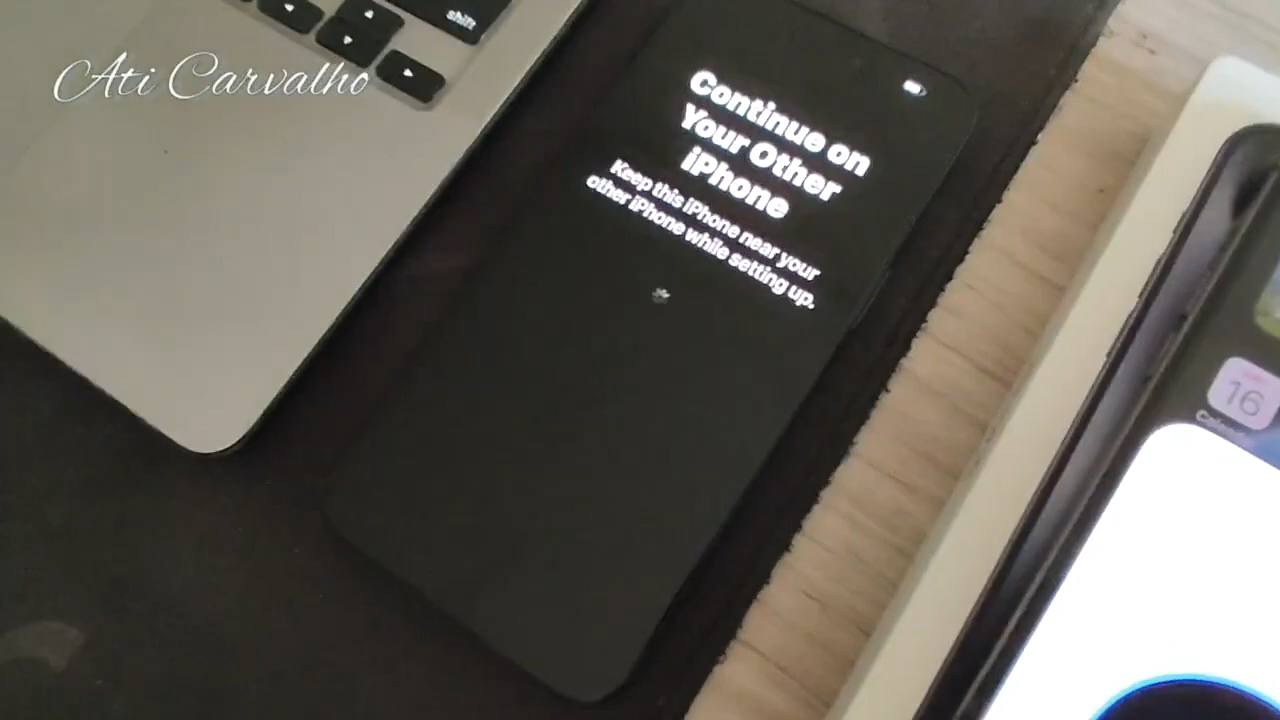 shift
Ati Carvalho
Continue on
Your Other
iPhone
Keep this iPhone near your
other iPhone while setting up.
16